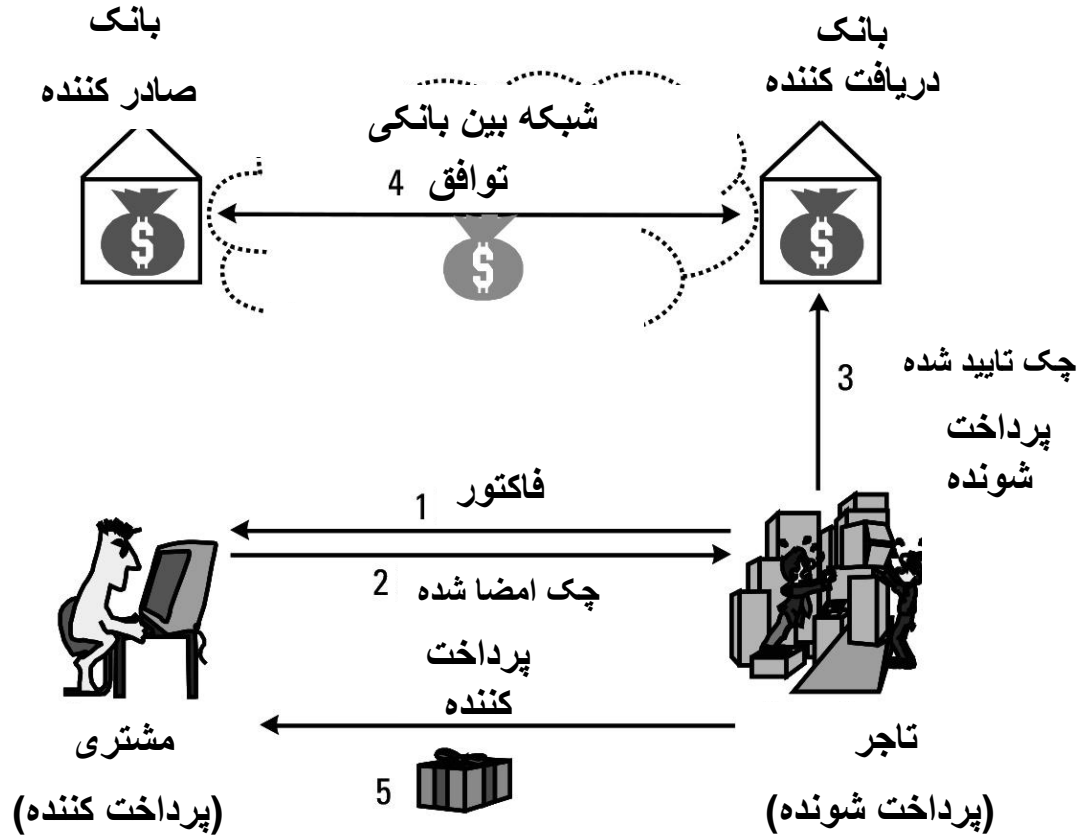 بانک
صادر کننده
بانک
دریافت کننده
شبکه بین بانکی
توافق 4
$
$
$
3
چک تایید شده
پرداخت
شونده
فاکتور
1
2
چک امضا شده
پرداخت
کننده
5
مشتری
(پرداخت کننده)
تاجر
(پرداخت شونده)